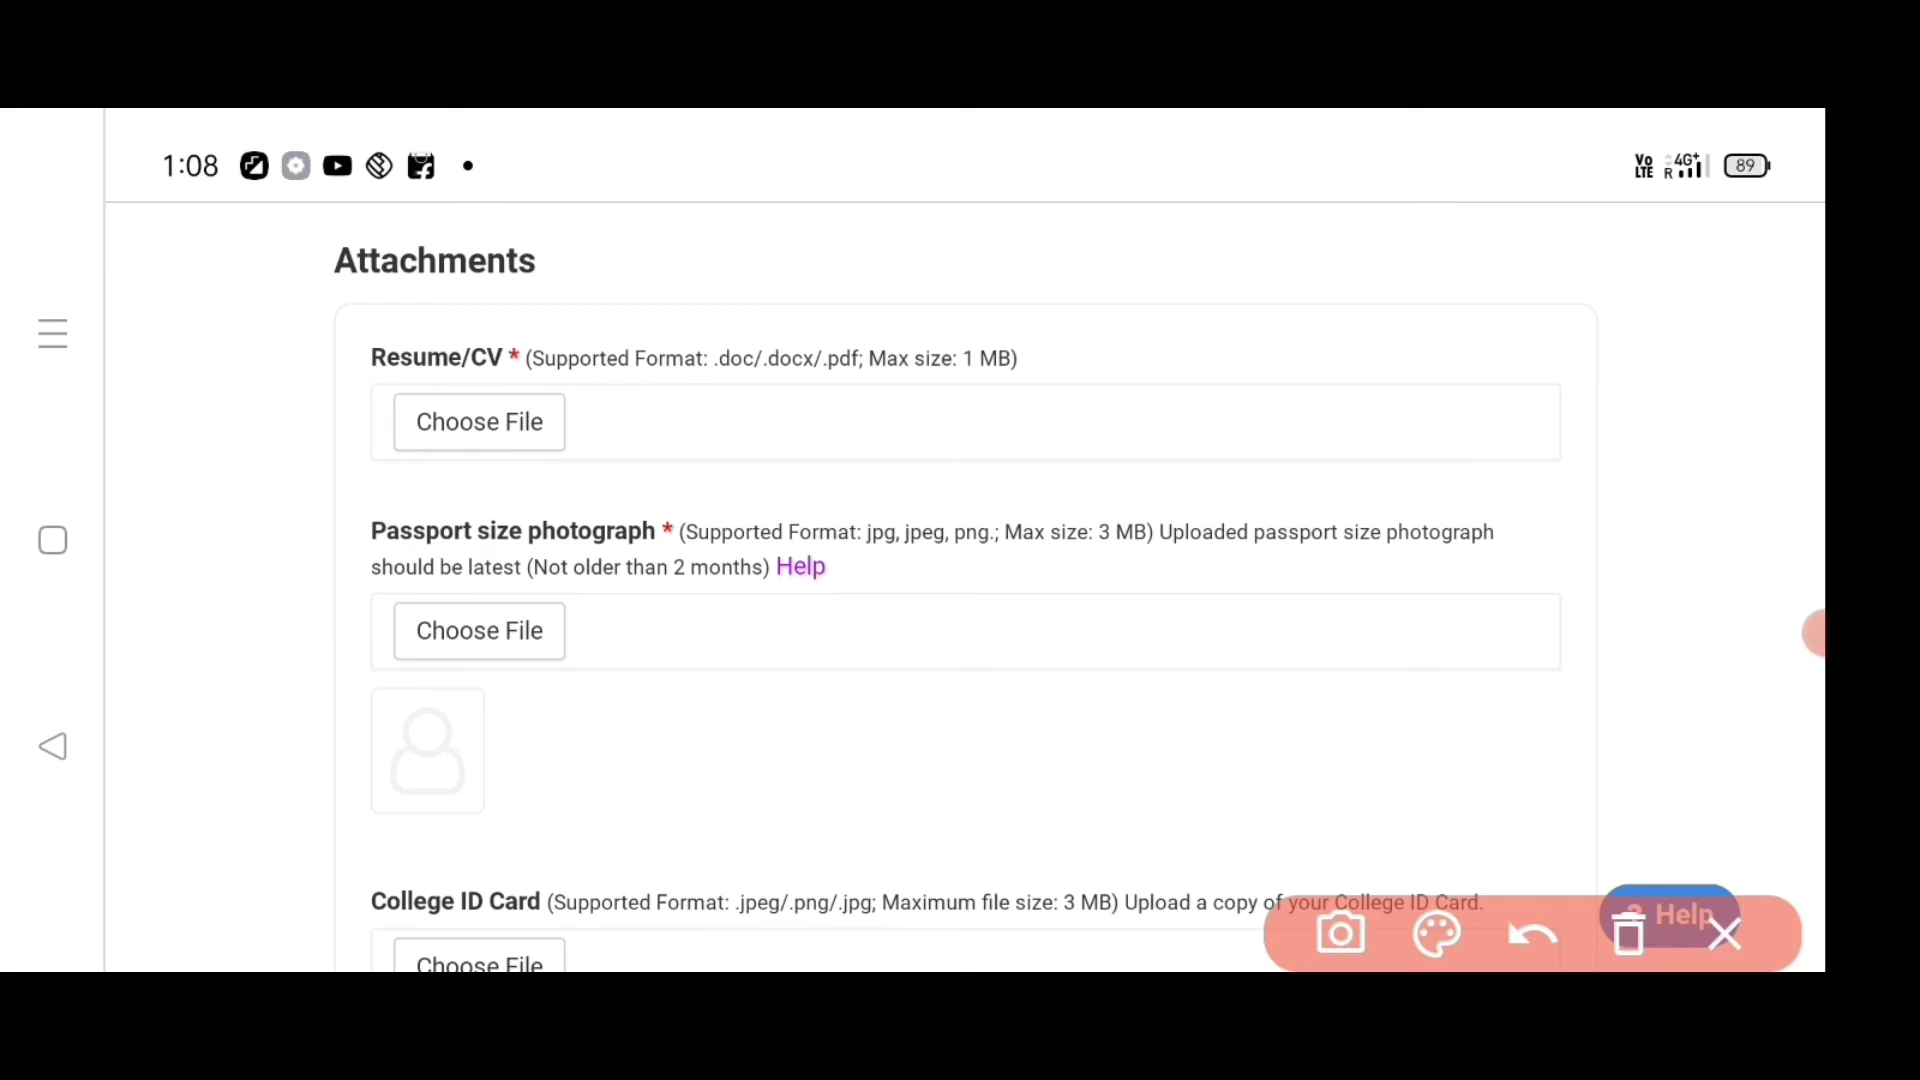 1:08
Vo
LTE
4G+
R
89
Attachments
Resume/CV * (Supported Format: .doc/.docx/.pdf; Max size: 1 MB)
Choose File
Passport size photograph * (Supported Format: jpg, jpeg, png.; Max size: 3 MB) Uploaded passport size photograph
should be latest (Not older than 2 months) Help
Choose File
College ID Card (Supported Format: .jpeg/.png/.jpg; Maximum file size: 3 MB) Upload a copy of your College ID Card.
? Help
Choose File